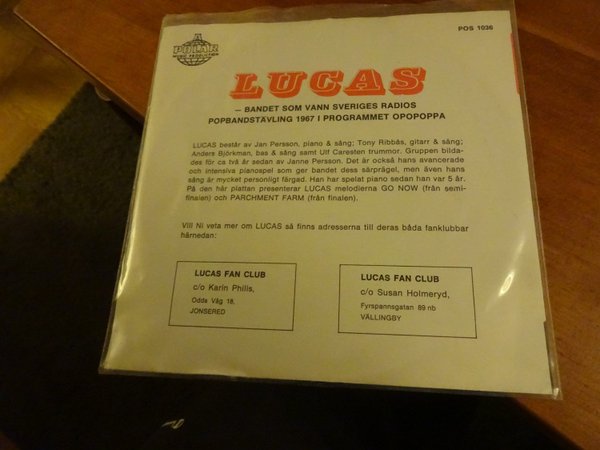 POLAR
MUSIC PRODUCTION
POS 1036
LUCAS
– BANDET SOM VANN SVERIGES RADIOS
POPBANDSTÄVLING 1967 I PROGRAMMET OPOPOPPA
LUCAS består av Jan Persson, piano & sång; Tony Ribbås, gitarr & sång;
Anders Björkman, bas & sång samt Ulf Caresten trummor. Gruppen bilda-
des för ca två år sedan av Janne Persson. Det är också hans avancerade
och intensiva pianospel som ger bandet dess särprägel, men även hans
sång är mycket personligt färgad. Han har spelat piano sedan han var 5 år.
På den här plattan presenterar LUCAS melodierna GO NOW (från semi-
finalen) och PARCHMENT FARM (från finalen).
Vill Ni veta mer om LUCAS så finns adresserna till deras båda fanklubbar
härnedan:
LUCAS FAN CLUB
c/o Karin Philis,
Odds Väg 18,
JONSERED
LUCAS FAN CLUB
c/o Susan Holmeryd,
Fyrspannsgatan 89 nb
VÄLLINGBY